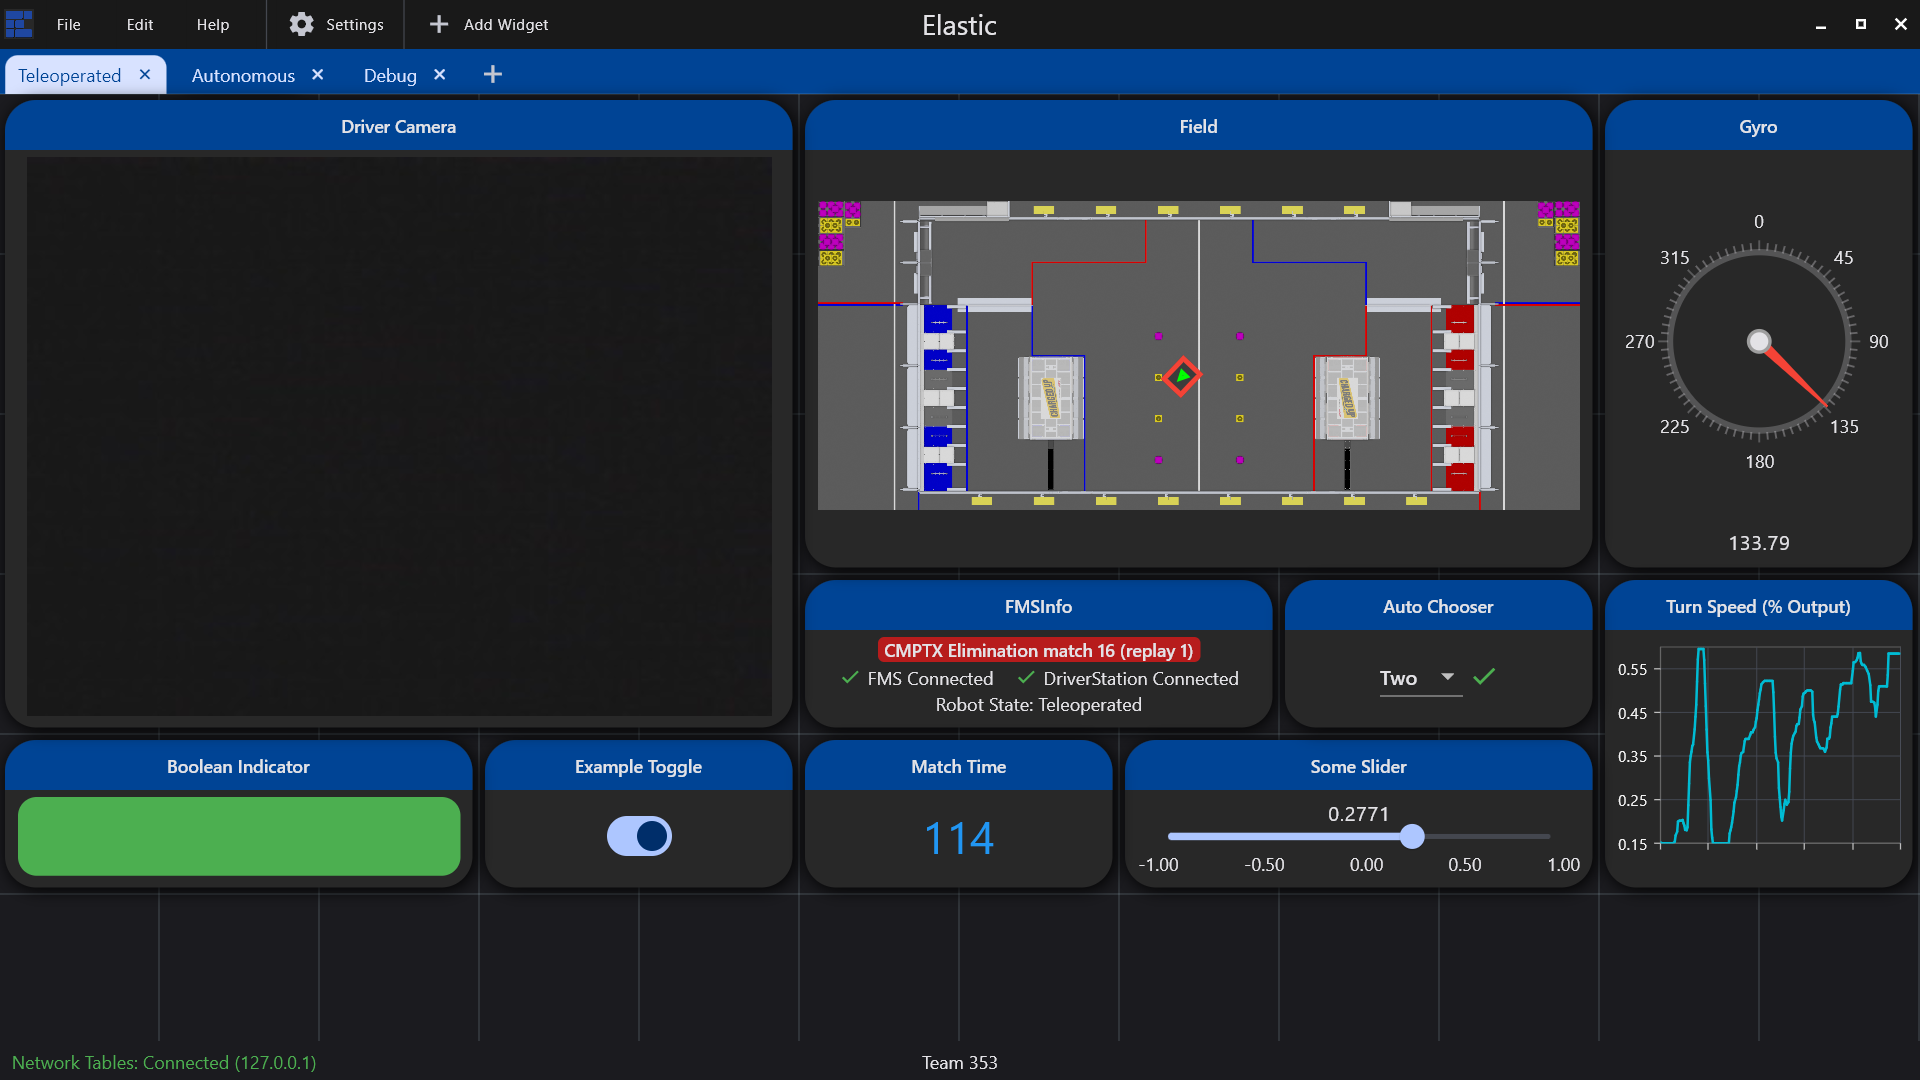 File Edit Help Settings Add Widget Elastic
Teleoperated Autonomous Debug
Driver Camera
Field
CHARGED UP
CHARGED UP
Gyro
0
315 45
270 90
225 135
180
133.79
FMSInfo
CMPTX Elimination match 16 (replay 1)
FMS Connected DriverStation Connected
Robot State: Teleoperated
Auto Chooser
Two
Turn Speed (% Output)
0.55
0.45
0.35
0.25
0.15
Boolean Indicator
Example Toggle
Match Time
114
Some Slider
0.2771
-1.00 -0.50 0.00 0.50 1.00
Network Tables: Connected (127.0.0.1) Team 353